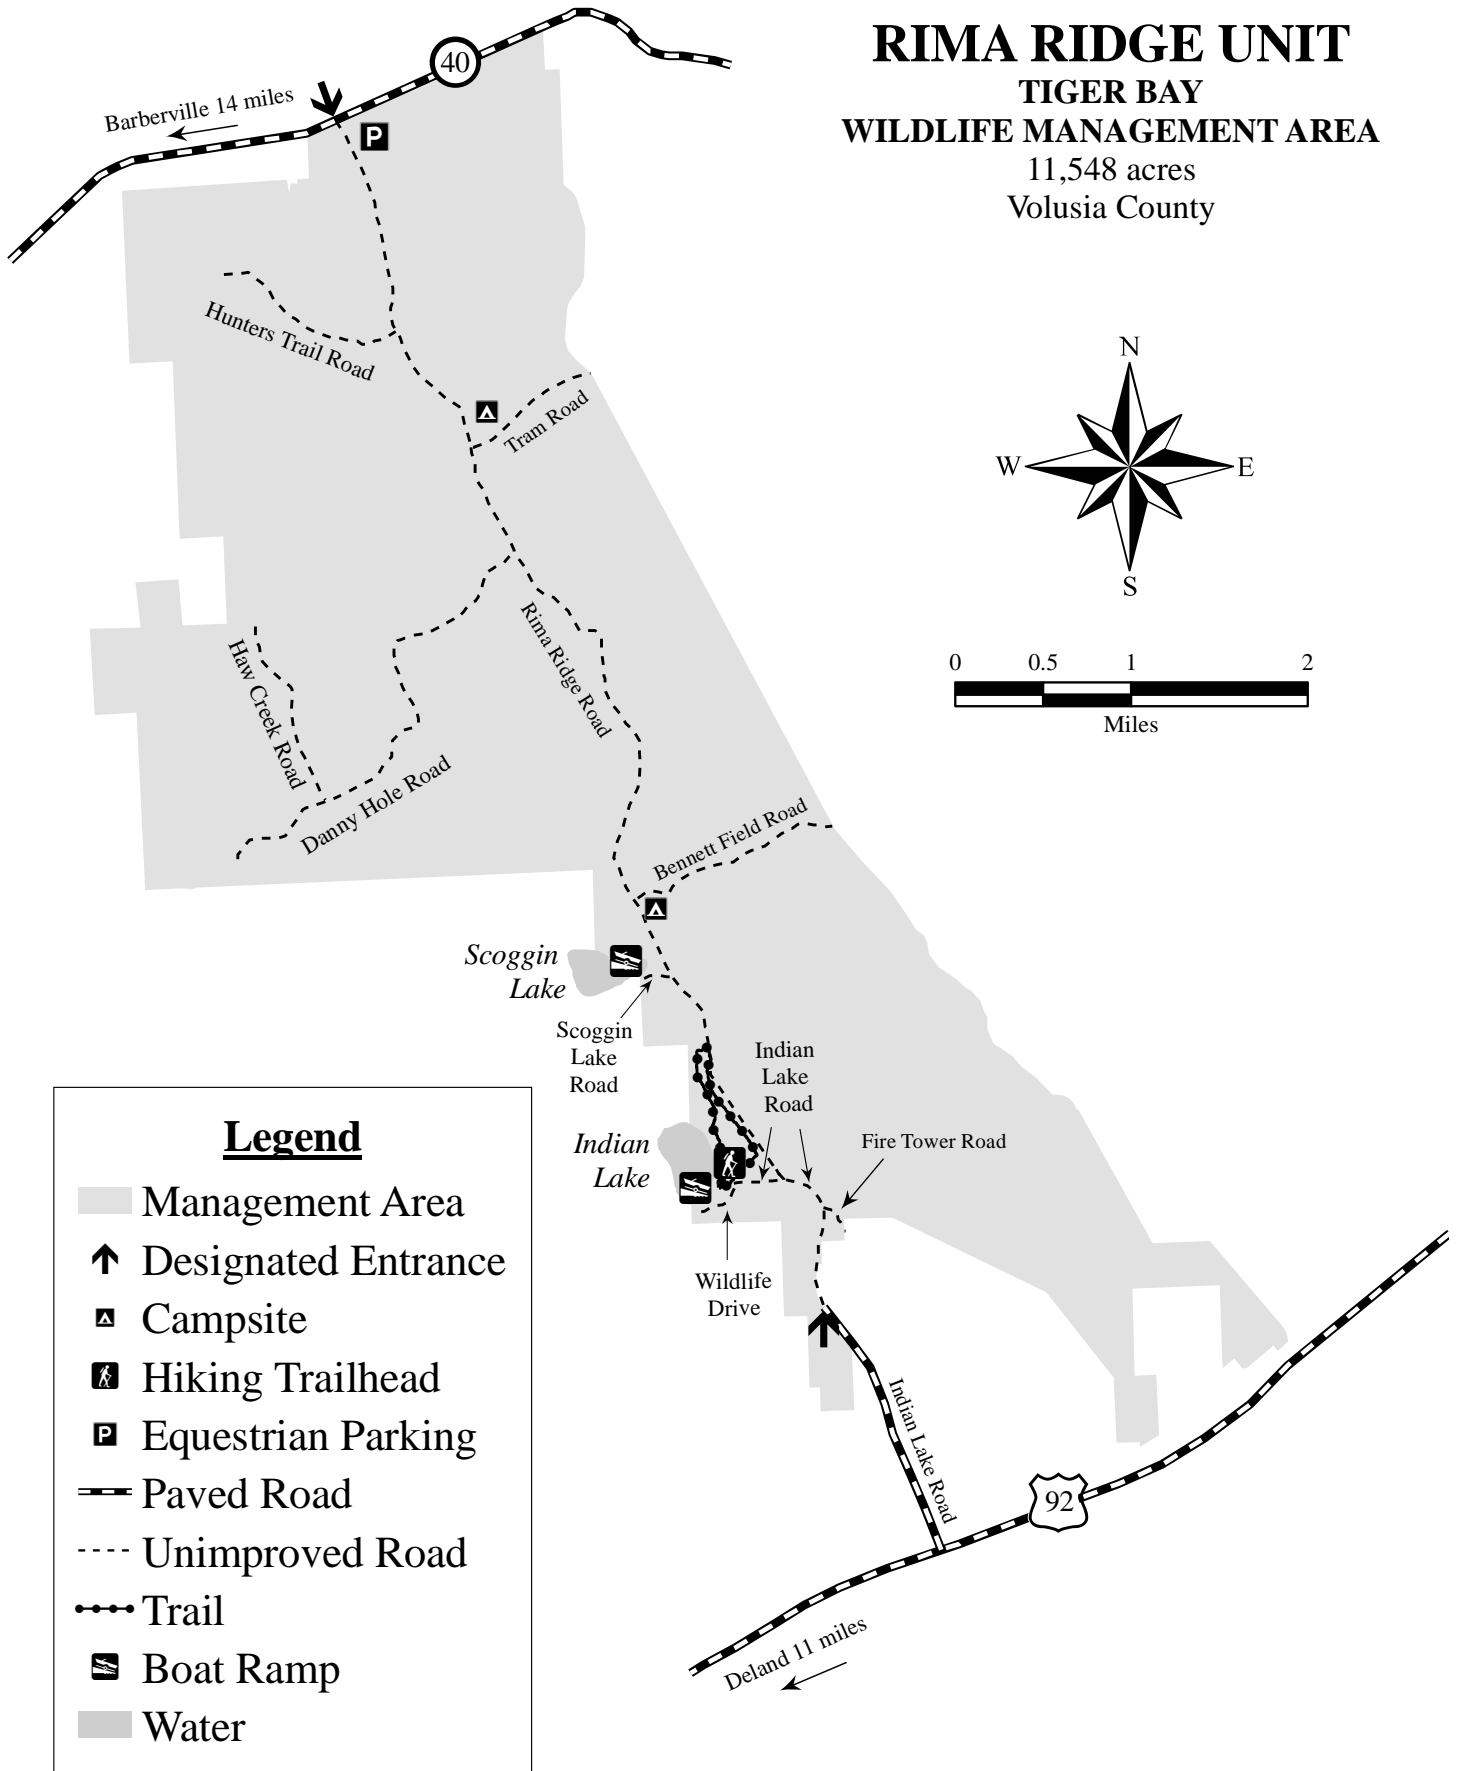 RIMA RIDGE UNIT
TIGER BAY
WILDLIFE MANAGEMENT AREA
11,548 acres
Volusia County
40
Barberville 14 miles
P
Hunters Trail Road
Tram Road
N
W
E
S
Rima Ridge Road
Haw Creek Road
Danny Hole Road
0 0.5 1 2
Miles
Bennett Field Road
Scoggin
Lake
Scoggin
Lake
Road
Indian
Lake
Road
Indian
Lake
Fire Tower Road
Wildlife
Drive
Indian Lake Road
92
Deland 11 miles
Legend
Management Area
Designated Entrance
Campsite
Hiking Trailhead
P Equestrian Parking
Paved Road
Unimproved Road
Trail
Boat Ramp
Water